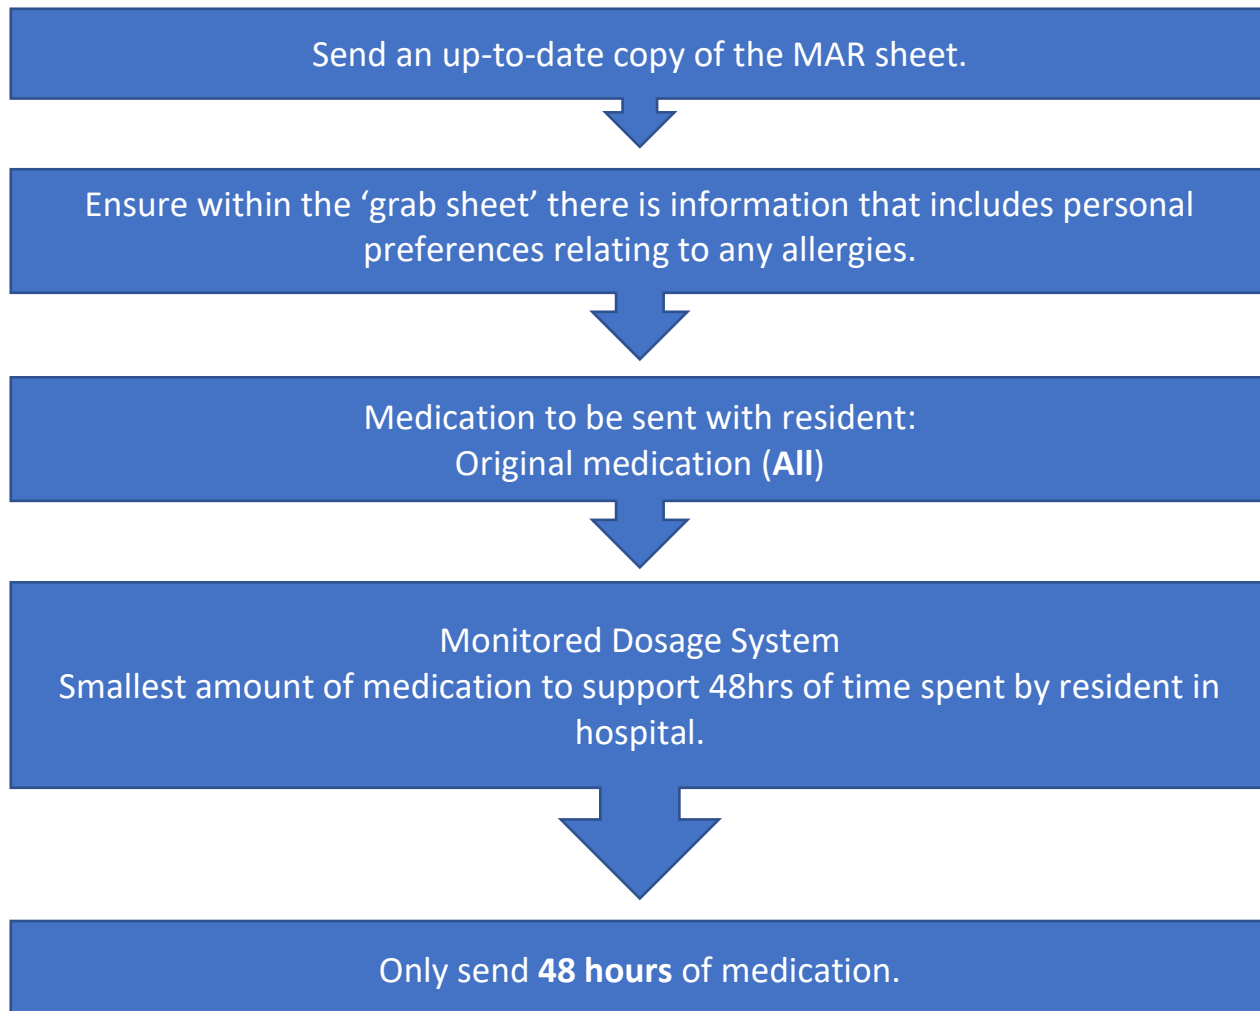 Send an up-to-date copy of the MAR sheet.
Ensure within the ‘grab sheet’ there is information that includes personal
preferences relating to any allergies.
Medication to be sent with resident:
Original medication (All)
Monitored Dosage System
Smallest amount of medication to support 48hrs of time spent by resident in
hospital.
Only send 48 hours of medication.